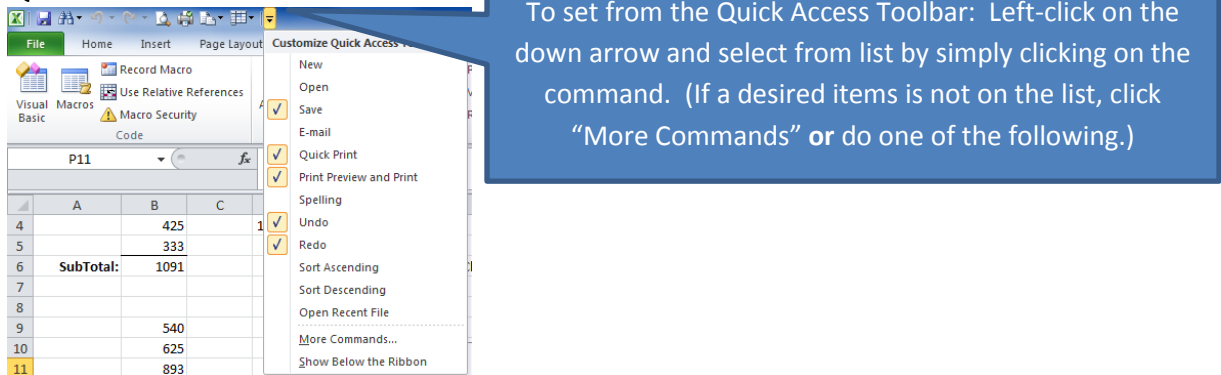 To set from the Quick Access Toolbar: Left-click on the
down arrow and select from list by simply clicking on the
command. (If a desired items is not on the list, click
“More Commands” or do one of the following.)
File Home Insert Page Layout
Customize Quick Access
New
Open
Save
E-mail
Quick Print
Print Preview and Print
Spelling
Undo
Redo
Sort Ascending
Sort Descending
Open Recent File
More Commands...
Show Below the Ribbon
Visual Basic
Macros
Record Macro
Use Relative References
Macro Security
Code
P11 fx
A B C
4 425
5 333
6 SubTotal: 1091
7
8
9 540
10 625
11 893